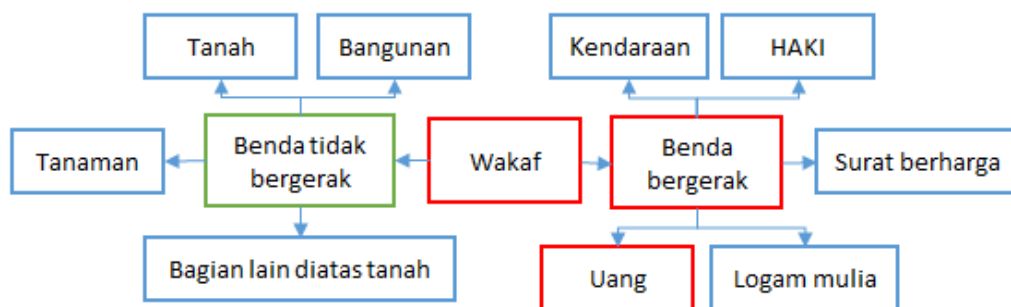 Tanah
Bangunan
Kendaraan
HAKI
Tanaman
Benda tidak
bergerak
Wakaf
Benda
bergerak
Surat berharga
Bagian lain diatas tanah
Uang
Logam mulia